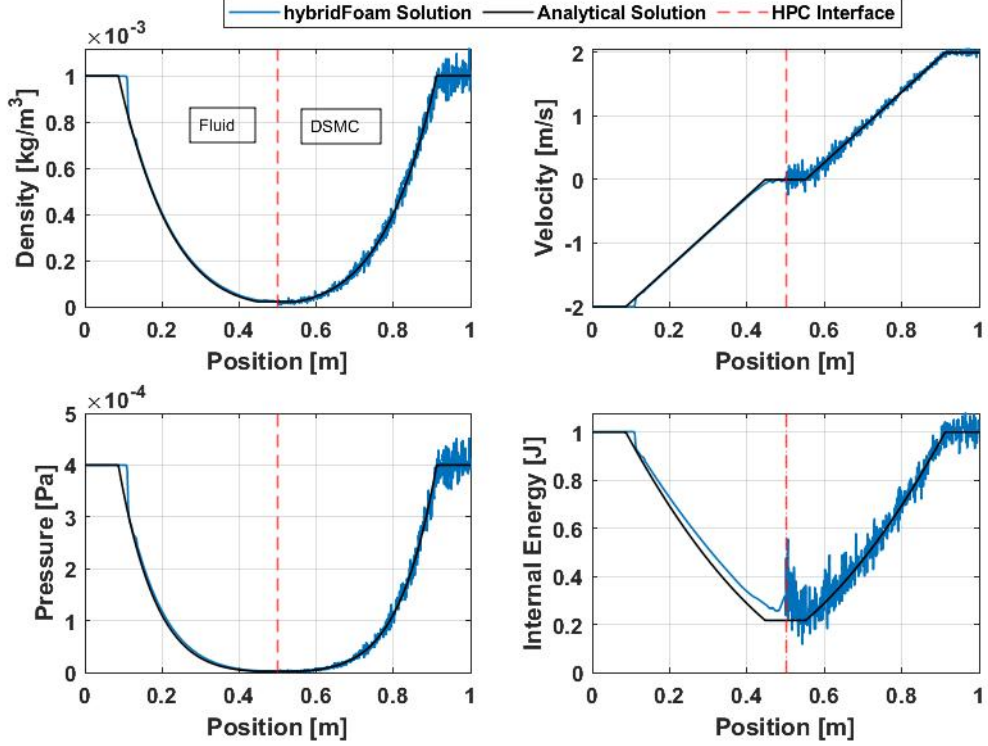 hybridFoam Solution Analytical Solution HPC Interface
×10⁻³
Density [kg/m³]
1
0.8
0.6
0.4
0.2
0
Fluid
DSMC
0 0.2 0.4 0.6 0.8 1
Position [m]
Velocity [m/s]
2
1
0
-1
-2
0 0.2 0.4 0.6 0.8 1
Position [m]
×10⁻⁴
Pressure [Pa]
5
4
3
2
1
0
0 0.2 0.4 0.6 0.8 1
Position [m]
Internal Energy [J]
1
0.8
0.6
0.4
0.2
0
0 0.2 0.4 0.6 0.8 1
Position [m]